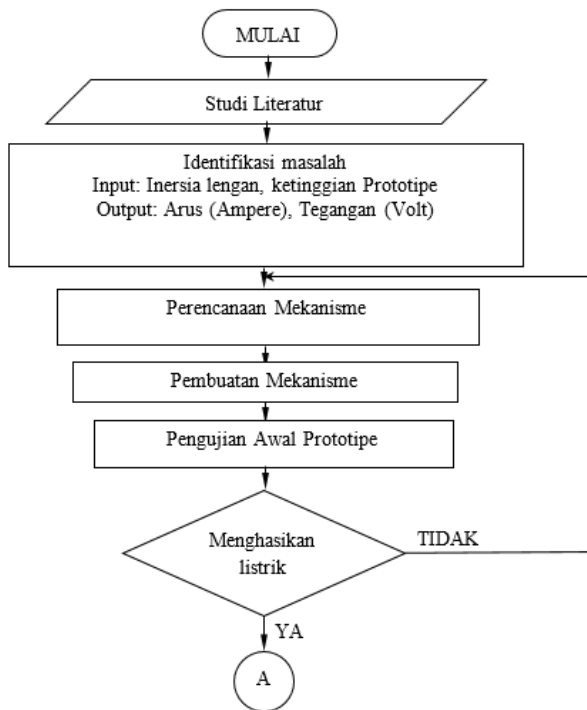 MULAI
Studi Literatur
Identifikasi masalah
Input: Inersia lengan, ketinggian Prototipe
Output: Arus (Ampere), Tegangan (Volt)
Perencanaan Mekanisme
Pembuatan Mekanisme
Pengujian Awal Prototipe
Menghasikan
listrik
TIDAK
YA
A